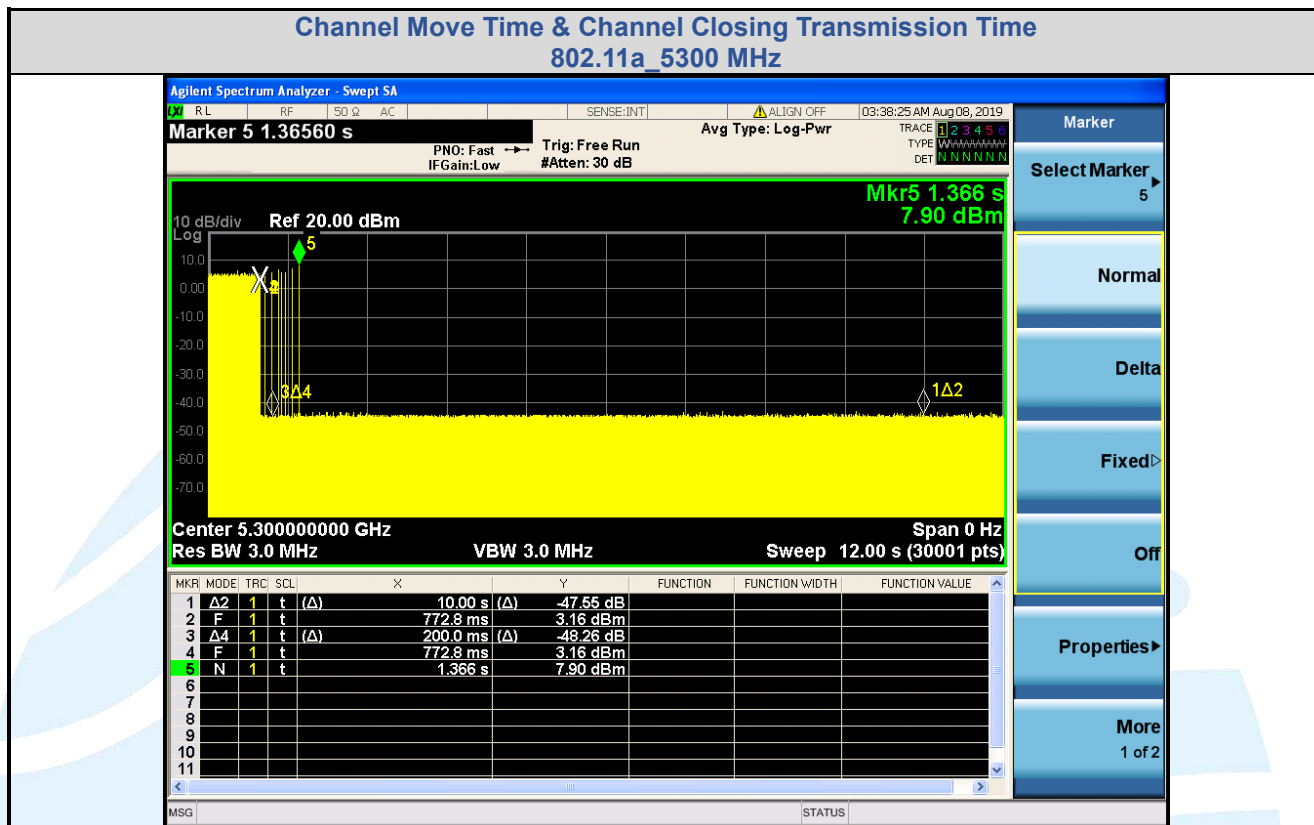 Channel Move Time & Channel Closing Transmission Time
802.11a_5300 MHz
Agilent Spectrum Analyzer - Swept SA
LXI RL RF 50 Ω AC SENSE:INT ALIGN OFF 03:38:25 AM Aug 08, 2019
Marker 5 1.36560 s
PNO: Fast
IFGain:Low
Trig: Free Run
#Atten: 30 dB
Avg Type: Log-Pwr
TRACE 1 2 3 4 5 6
TYPE W
DET N N N N N N
Mkr5 1.366 s
7.90 dBm
10 dB/div Ref 20.00 dBm
Log
10.0
0.00
-10.0
-20.0
-30.0
-40.0
-50.0
-60.0
-70.0
5
3Δ4
1Δ2
Center 5.300000000 GHz Span 0 Hz
Res BW 3.0 MHz VBW 3.0 MHz Sweep 12.00 s (30001 pts)
MKR MODE TRC SCL X Y FUNCTION FUNCTION WIDTH FUNCTION VALUE
1 Δ2 1 t (Δ) 10.00 s (Δ) -47.55 dB
2 F 1 t 772.8 ms 3.16 dBm
3 Δ4 1 t (Δ) 200.0 ms (Δ) -48.26 dB
4 F 1 t 772.8 ms 3.16 dBm
5 N 1 t 1.366 s 7.90 dBm
6
7
8
9
10
11
MSG STATUS
Marker
Select Marker
5
Normal
Delta
Fixed
Off
Properties
More
1 of 2